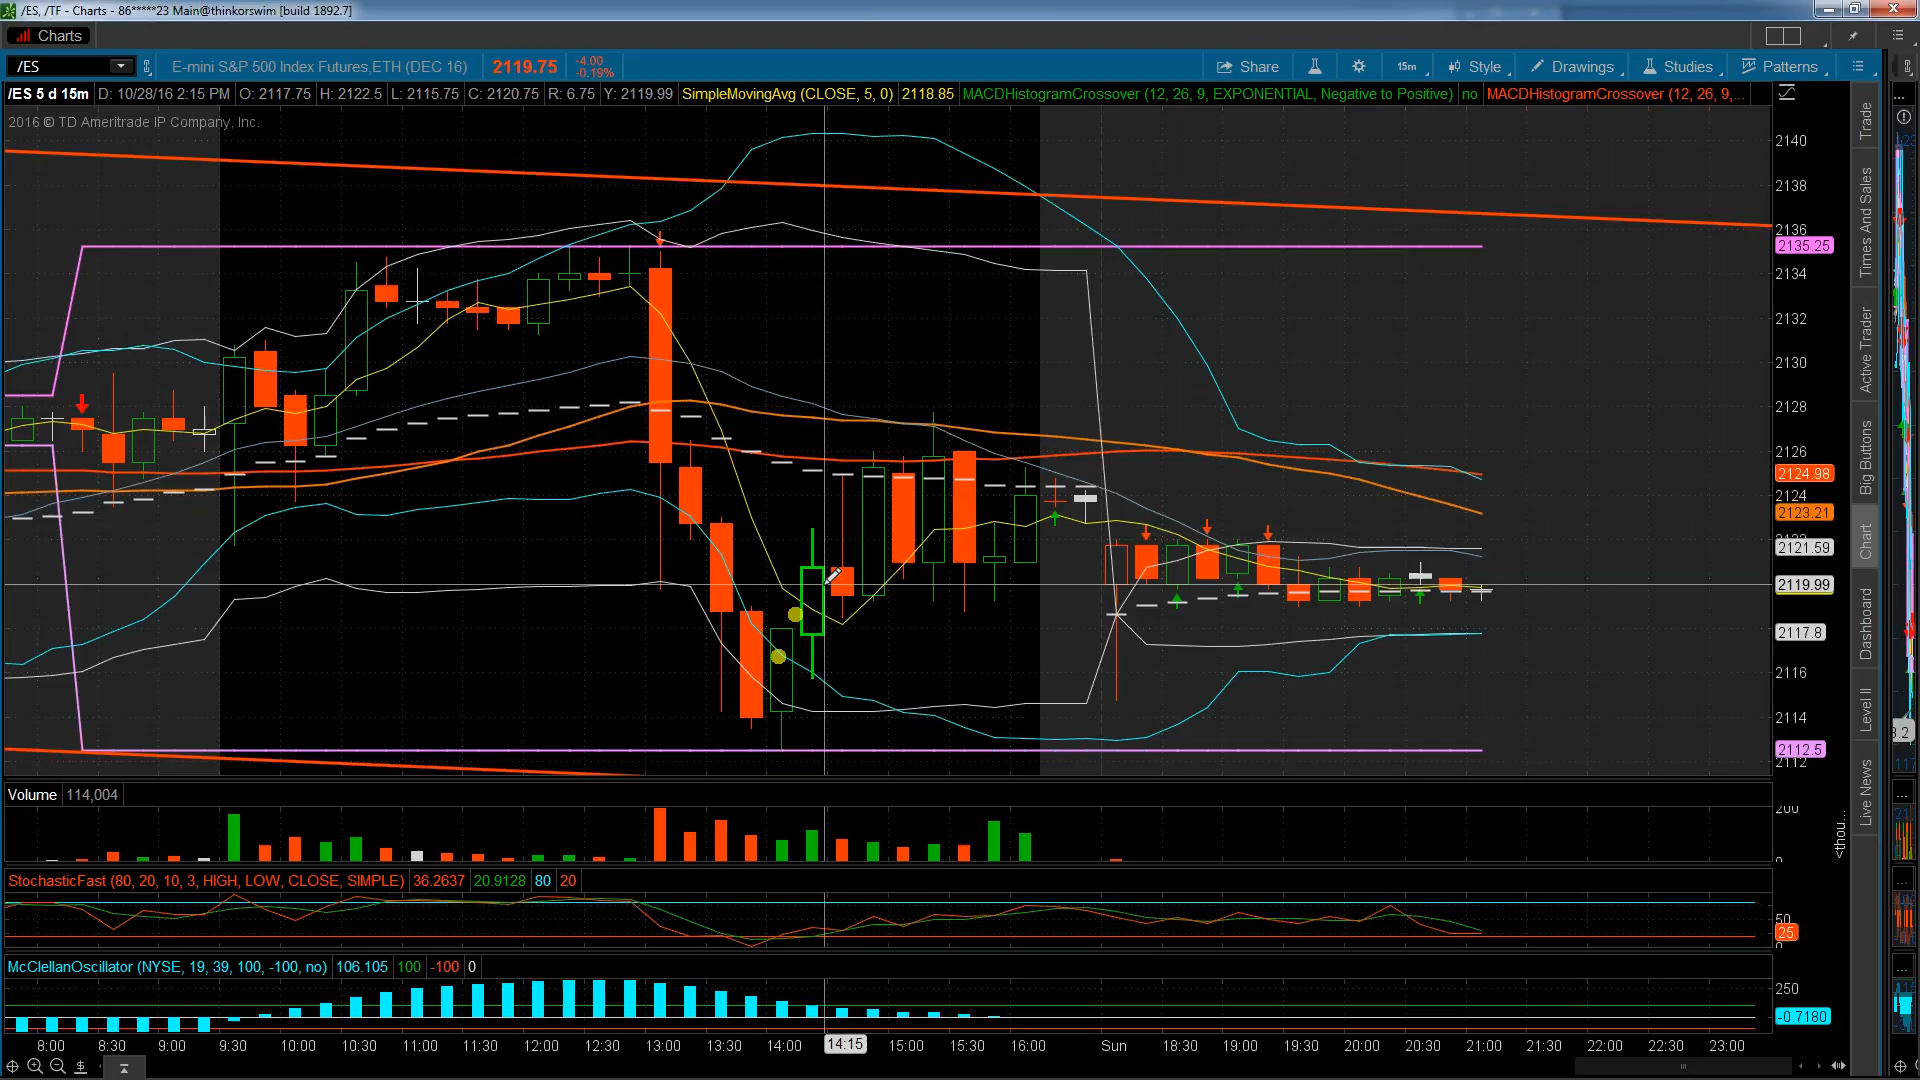 /ES, /TF - Charts - 86*****23 Main@thinkorswim [build 1892.7]
Charts
/ES E-mini S&P 500 Index Futures,ETH (DEC 16) 2119.75 -4.00 -0.19% Share 15m Style Drawings Studies Patterns
/ES 5 d 15m D: 10/28/16 2:15 PM O: 2117.75 H: 2122.5 L: 2115.75 C: 2120.75 R: 6.75 Y: 2119.99 SimpleMovingAvg (CLOSE, 5, 0) 2118.85 MACDHistogramCrossover (12, 26, 9, EXPONENTIAL, Negative to Positive) no MACDHistogramCrossover (12, 26, 9,...
2016 © TD Ameritrade IP Company, Inc.
2140
2138
2136
2135.25
2134
2132
2130
2128
2126
2124.98
2124
2123.21
2121.59
2119.99
2117.8
2116
2114
2112.5
2112
Trade
Times And Sales
Active Trader
Big Buttons
Chart
Dashboard
Level II
Live News
Volume 114,004
200
0
<thou...
StochasticFast (80, 20, 10, 3, HIGH, LOW, CLOSE, SIMPLE) 36.2637 20.9128 80 20
50
25
0
McClellanOscillator (NYSE, 19, 39, 100, -100, no) 106.105 100 -100 0
250
-0.7180
8:00 8:30 9:00 9:30 10:00 10:30 11:00 11:30 12:00 12:30 13:00 13:30 14:00 14:15 15:00 15:30 16:00 Sun 18:30 19:00 19:30 20:00 20:30 21:00 21:30 22:00 22:30 23:00